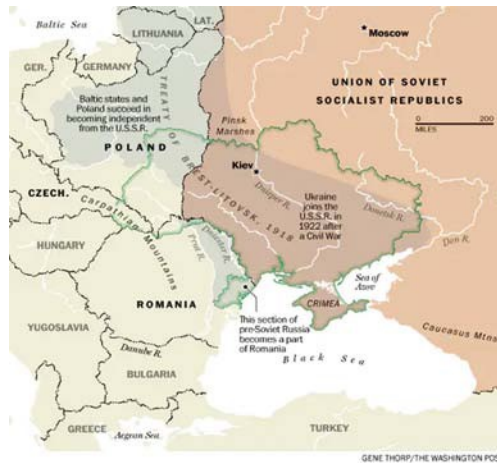 Baltic Sea
LAT.
LITHUANIA
Moscow
GER.
GERMANY
UNION OF SOVIET
SOCIALIST REPUBLICS
Baltic states and
Poland succeed in
becoming independent
from the U.S.S.R.
TREATY OF BREST-LITOVSK, 1918
0 200
MILES
Pinsk
Marshes
POLAND
Kiev
CZECH.
Carpathian
Mountains
Dnieper R.
Ukraine
joins the
U.S.S.R. in
1922 after
a Civil War
Donetsk R.
Don R.
HUNGARY
Prut R.
Dniester R.
Sea of
Azov
ROMANIA
CRIMEA
This section of
pre-Soviet Russia
becomes a part
of Romania
YUGOSLAVIA
Caucasus Mtns
Danube R.
Black Sea
BULGARIA
GREECE
Aegean Sea
TURKEY
GENE THORP/THE WASHINGTON POS